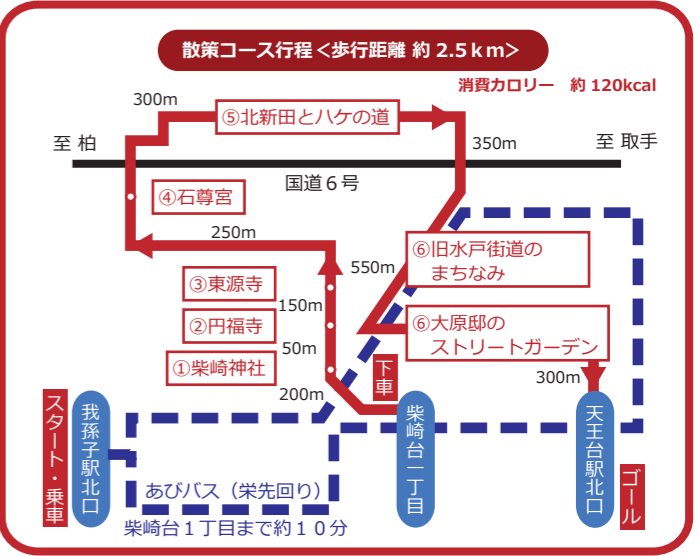 散策コース行程＜歩行距離 約 2.5ｋｍ＞
消費カロリー　約 120kcal
300m
⑤北新田とハケの道
350m
至 柏
至 取手
国道６号
④石尊宮
250m
⑥旧水戸街道の
まちなみ
550m
③東源寺
150m
②円福寺
⑥大原邸の
ストリートガーデン
50m
①柴崎神社
200m
下車
300m
スタート・乗車
我孫子駅北口
柴崎台一丁目
天王台駅北口
ゴール
あびバス（栄先回り）
柴崎台１丁目まで約１０分